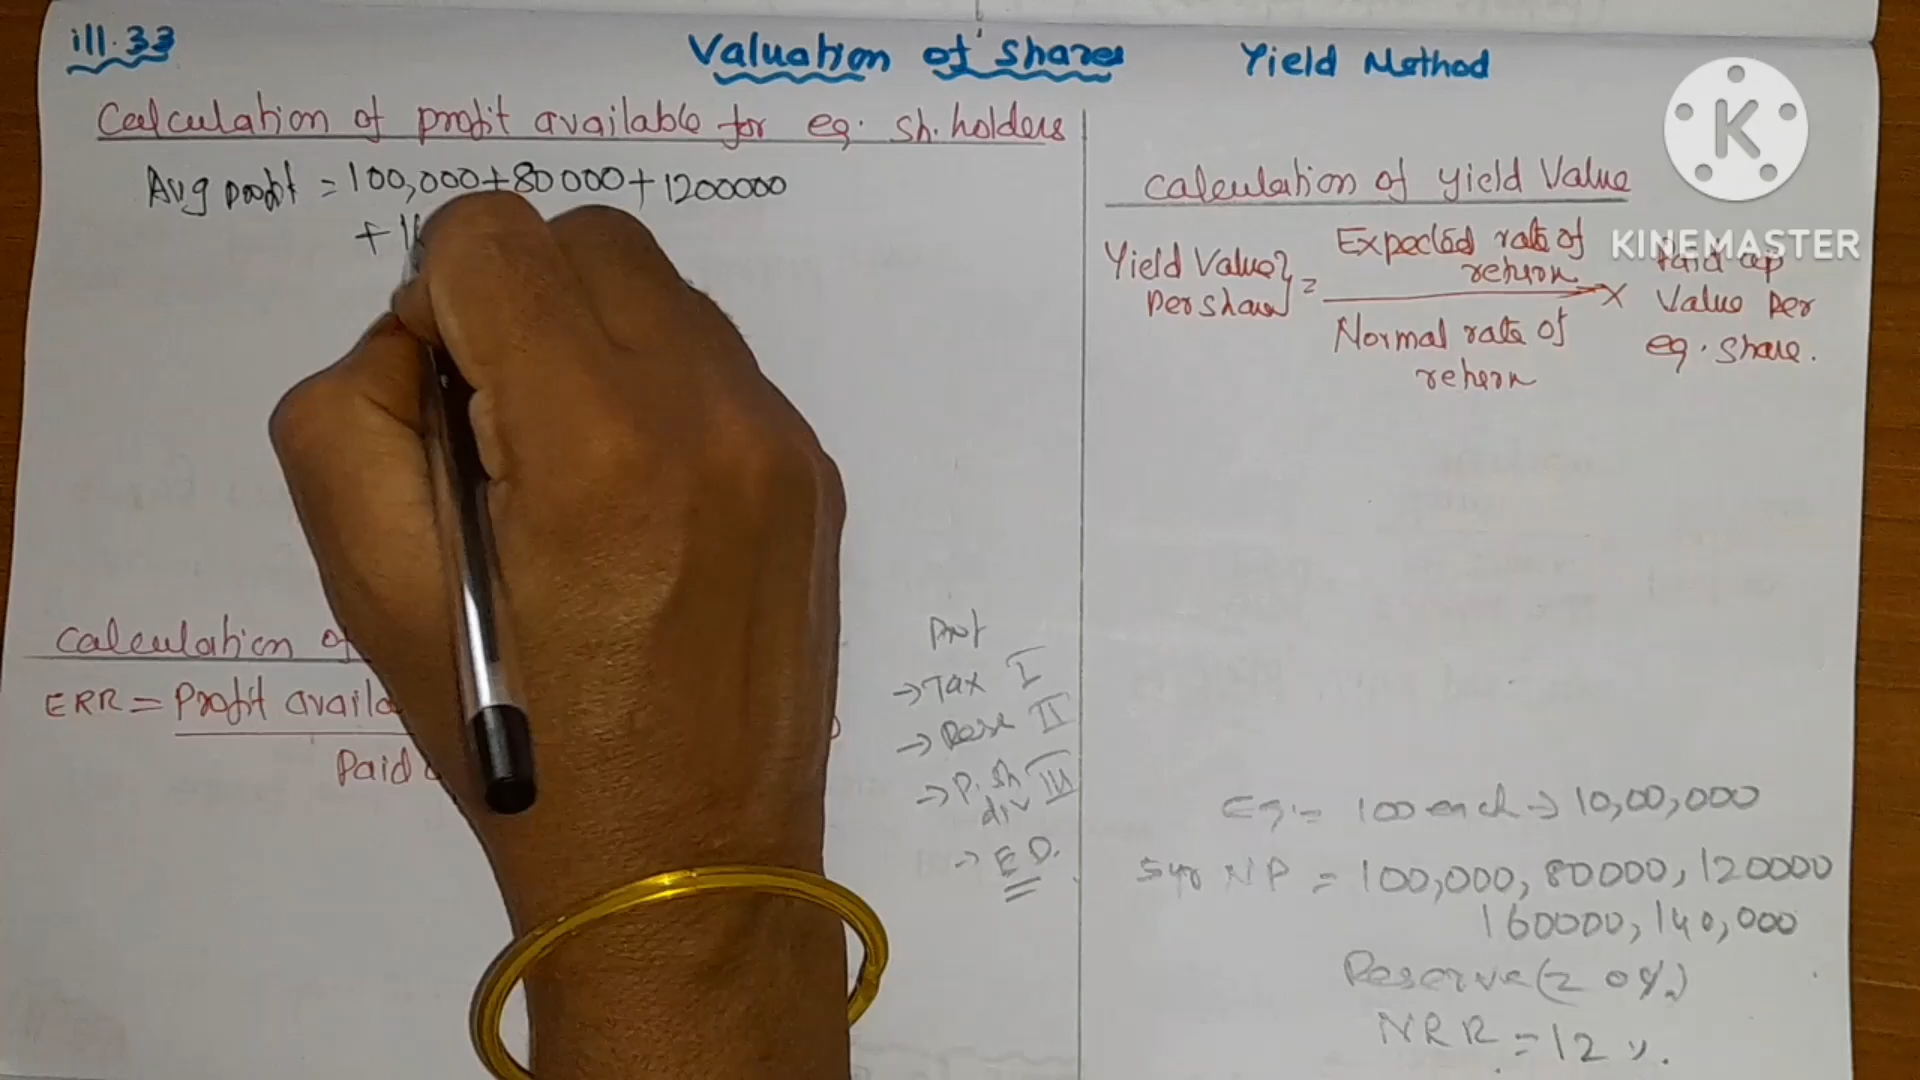 ill.33
Valuation of shares Yield Method
Calculation of profit available for eq. sh. holders
Avg profit = 100,000+80000+1200000
+ 1
Calculation of
ERR = Profit availa
Paid
→ Tax I
→ Rese II
→ P. sh III
div
→ E D.
Calculation of yield Value
Yield Value } = Expected rate of return × Paid up
per share Normal rate of return Value per
eq. share.
Eq. = 100 each → 10,00,000
5yr NP = 100,000, 80000, 120000
160000, 140,000
Reserve (20%)
NRR = 12%.
K
KINEMASTER